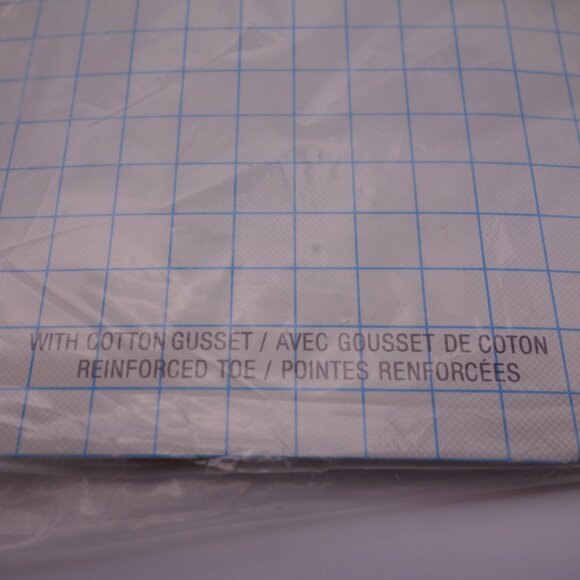 WITH COTTON GUSSET / AVEC GOUSSET DE COTON
REINFORCED TOE / POINTES RENFORCÉES